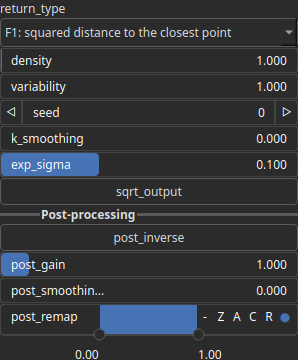 return_type
F1: squared distance to the closest point
density 1.000
variability 1.000
seed 0
k_smoothing 0.000
exp_sigma 0.100
sqrt_output
Post-processing
post_inverse
post_gain 1.000
post_smoothin... 0.000
post_remap - Z A C R
0.00 1.00